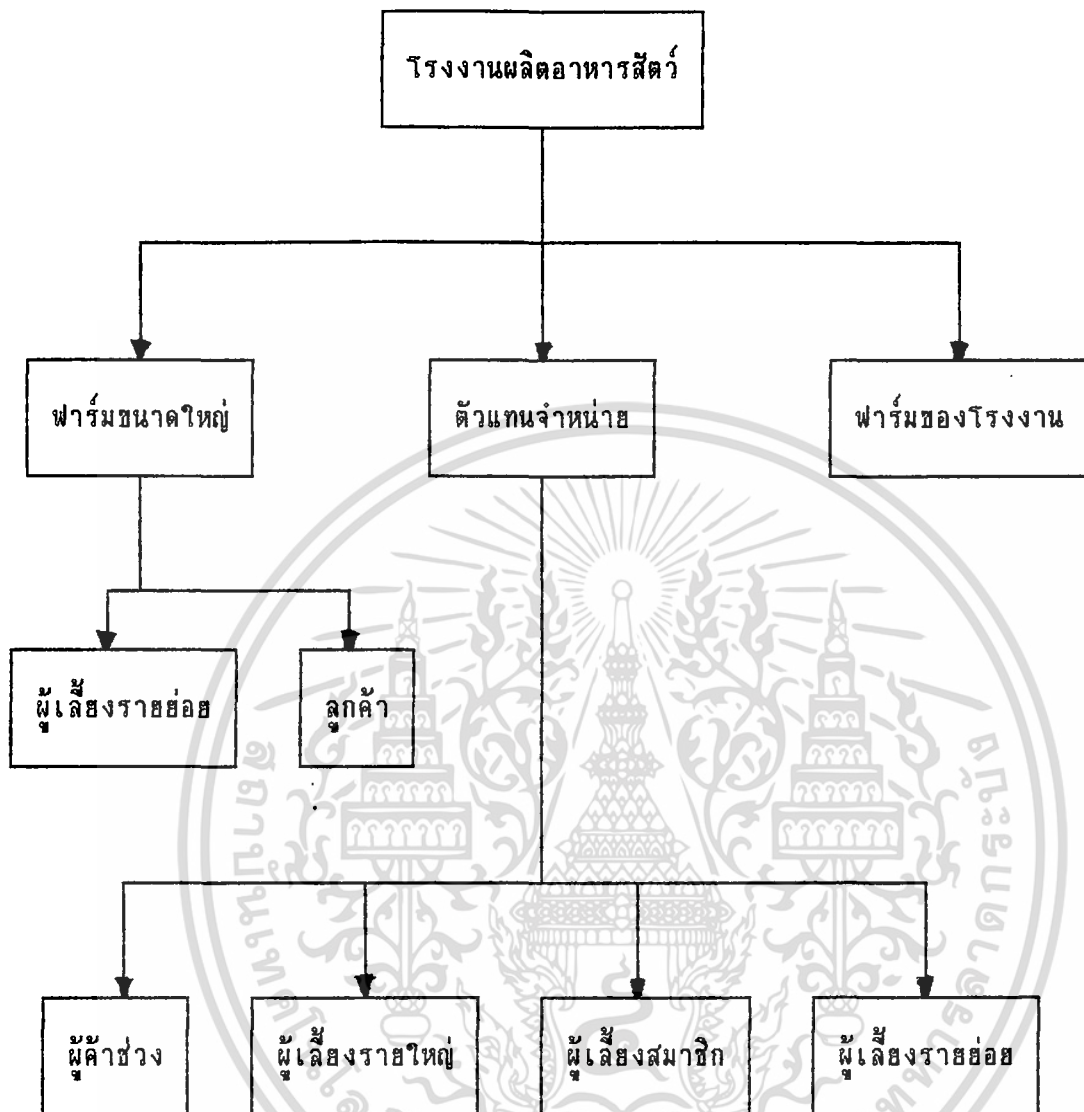 โรงงานผลิตอาหารสัตว์
ฟาร์มขนาดใหญ่
ตัวแทนจำหน่าย
ฟาร์มของโรงงาน
ผู้เลี้ยงรายย่อย
ลูกค้า
ผู้ค้าช่วง
ผู้เลี้ยงรายใหญ่
ผู้เลี้ยงสมาชิก
ผู้เลี้ยงรายย่อย